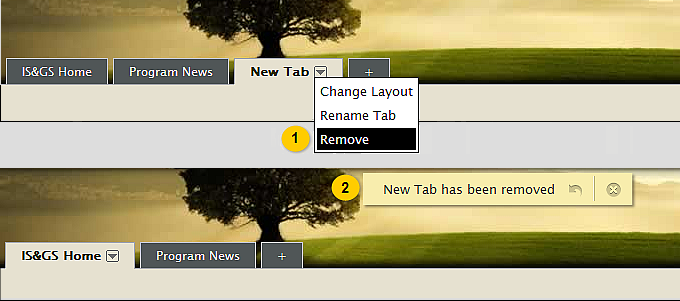 IS&GS Home Program News New Tab +
Change Layout
Rename Tab
1 Remove
2 New Tab has been removed
IS&GS Home Program News +